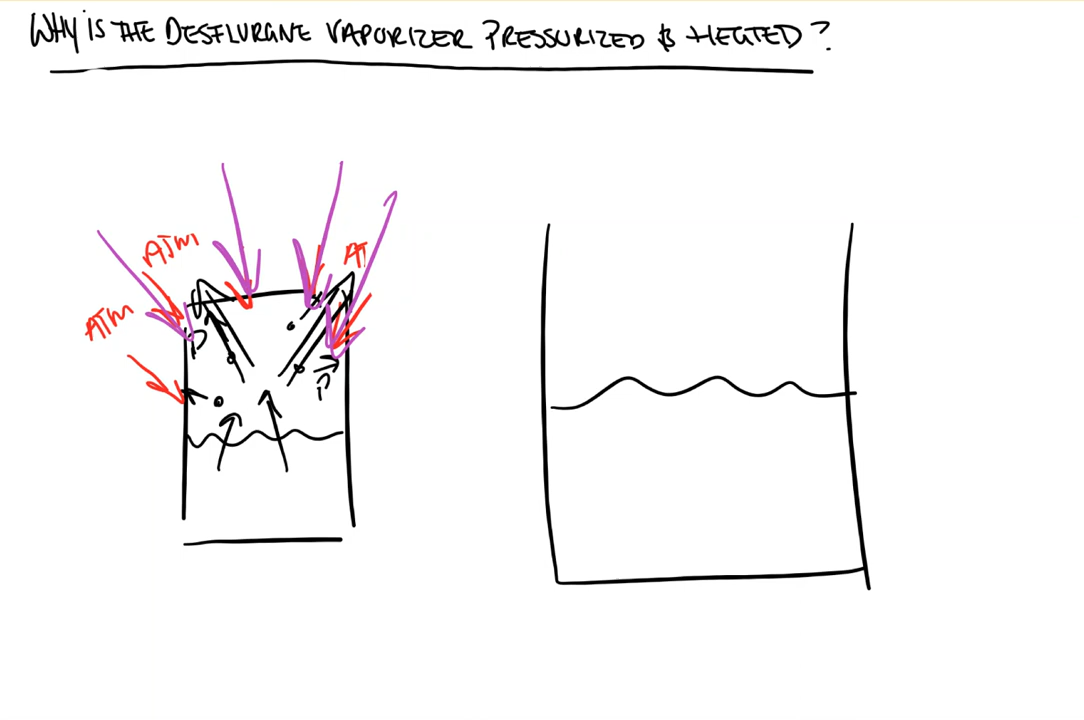 WHY IS THE DESFLURANE VAPORIZER PRESSURIZED & HEATED?
ATM
AT
ATM
P
P